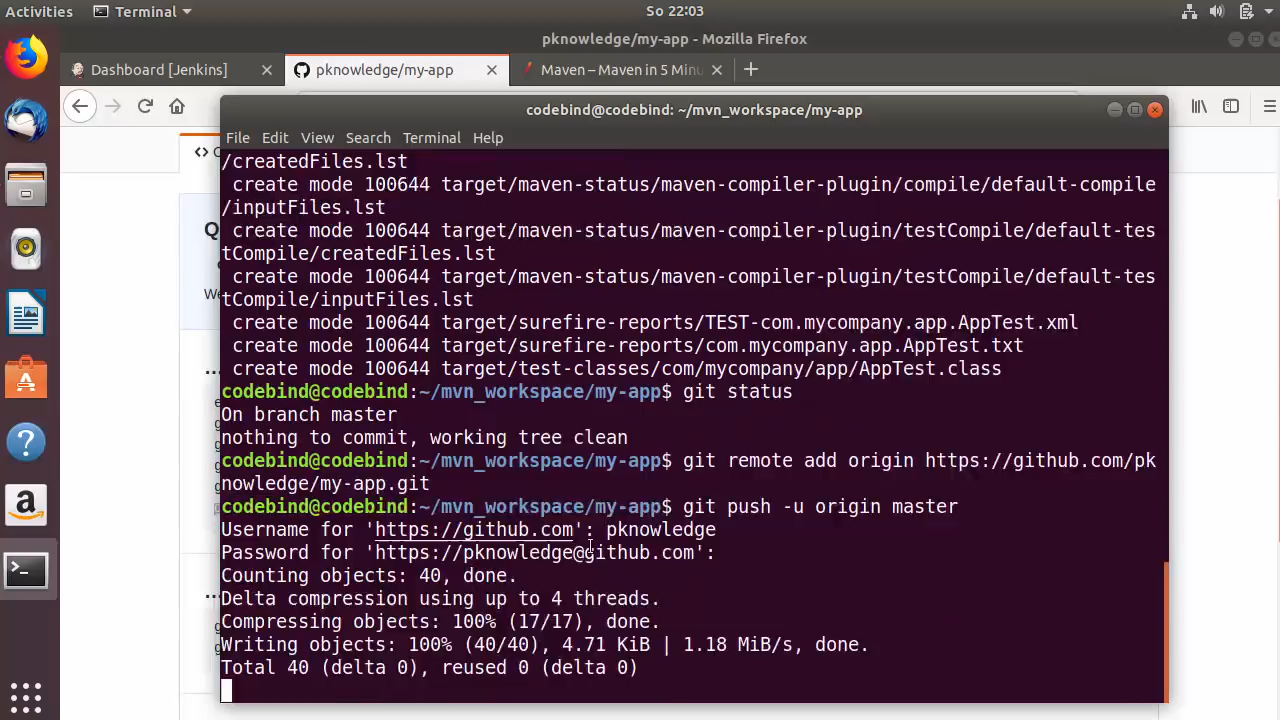 Activities
Terminal
So 22:03
pknowledge/my-app - Mozilla Firefox
Dashboard [Jenkins]
pknowledge/my-app
Maven – Maven in 5 Minu
codebind@codebind: ~/mvn_workspace/my-app
File Edit View Search Terminal Help
/createdFiles.lst
create mode 100644 target/maven-status/maven-compiler-plugin/compile/default-compile
/inputFiles.lst
create mode 100644 target/maven-status/maven-compiler-plugin/testCompile/default-tes
tCompile/createdFiles.lst
create mode 100644 target/maven-status/maven-compiler-plugin/testCompile/default-tes
tCompile/inputFiles.lst
create mode 100644 target/surefire-reports/TEST-com.mycompany.app.AppTest.xml
create mode 100644 target/surefire-reports/com.mycompany.app.AppTest.txt
create mode 100644 target/test-classes/com/mycompany/app/AppTest.class
codebind@codebind:~/mvn_workspace/my-app$ git status
On branch master
nothing to commit, working tree clean
codebind@codebind:~/mvn_workspace/my-app$ git remote add origin https://github.com/pk
nowledge/my-app.git
codebind@codebind:~/mvn_workspace/my-app$ git push -u origin master
Username for 'https://github.com': pknowledge
Password for 'https://pknowledge@github.com':
Counting objects: 40, done.
Delta compression using up to 4 threads.
Compressing objects: 100% (17/17), done.
Writing objects: 100% (40/40), 4.71 KiB | 1.18 MiB/s, done.
Total 40 (delta 0), reused 0 (delta 0)